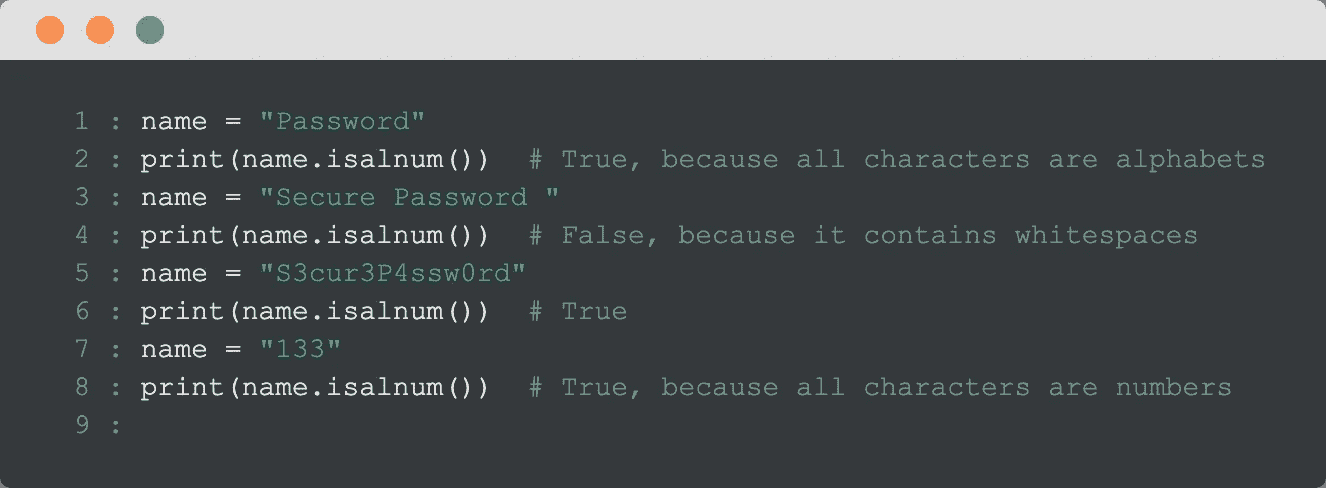 1 : name = "Password"
2 : print(name.isalnum())  # True, because all characters are alphabets
3 : name = "Secure Password "
4 : print(name.isalnum())  # False, because it contains whitespaces
5 : name = "S3cur3P4ssw0rd"
6 : print(name.isalnum())  # True
7 : name = "133"
8 : print(name.isalnum())  # True, because all characters are numbers
9 :